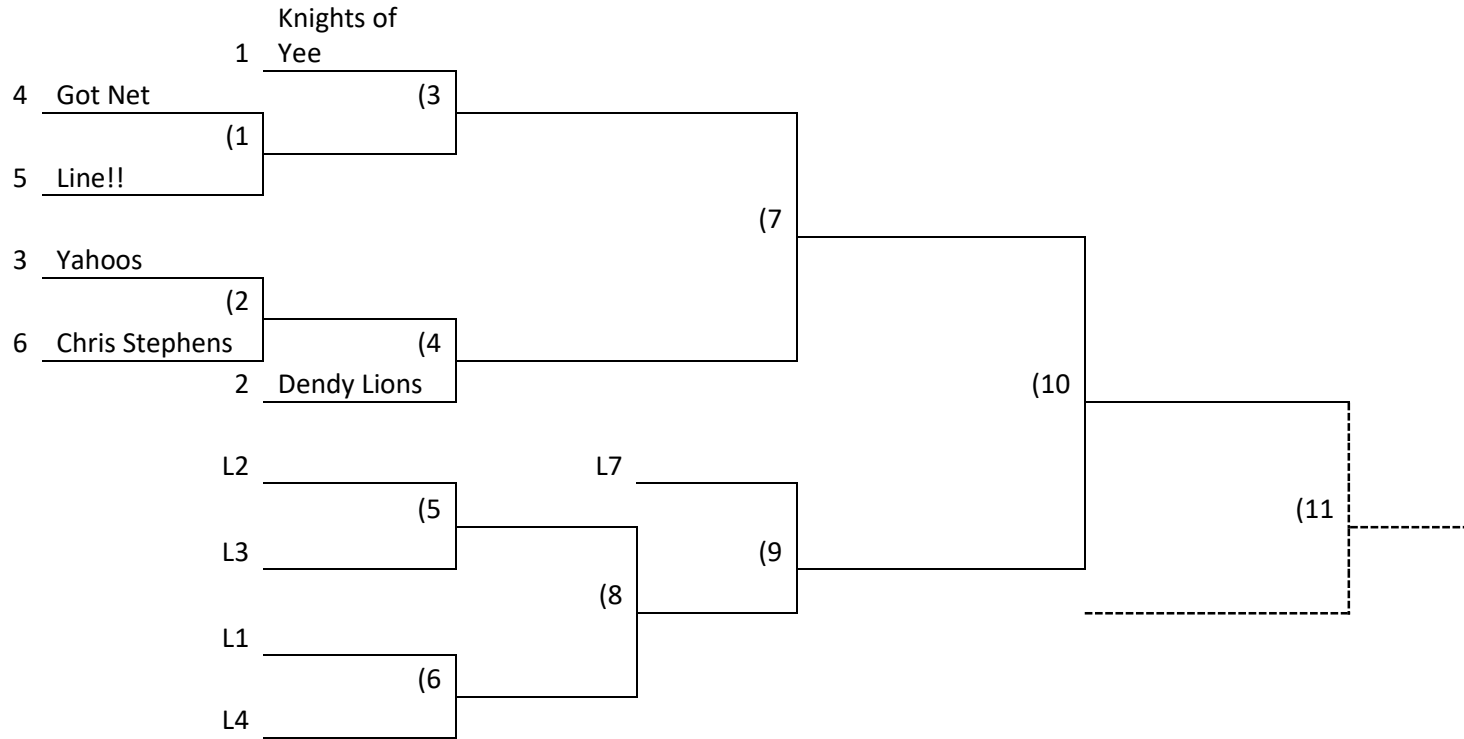 Knights of
1 Yee
4 Got Net (3
(1
5 Line!!
(7
3 Yahoos
(2
6 Chris Stephens (4
2 Dendy Lions (10
L2 L7
(5 (11
L3 (9
(8
L1
(6
L4